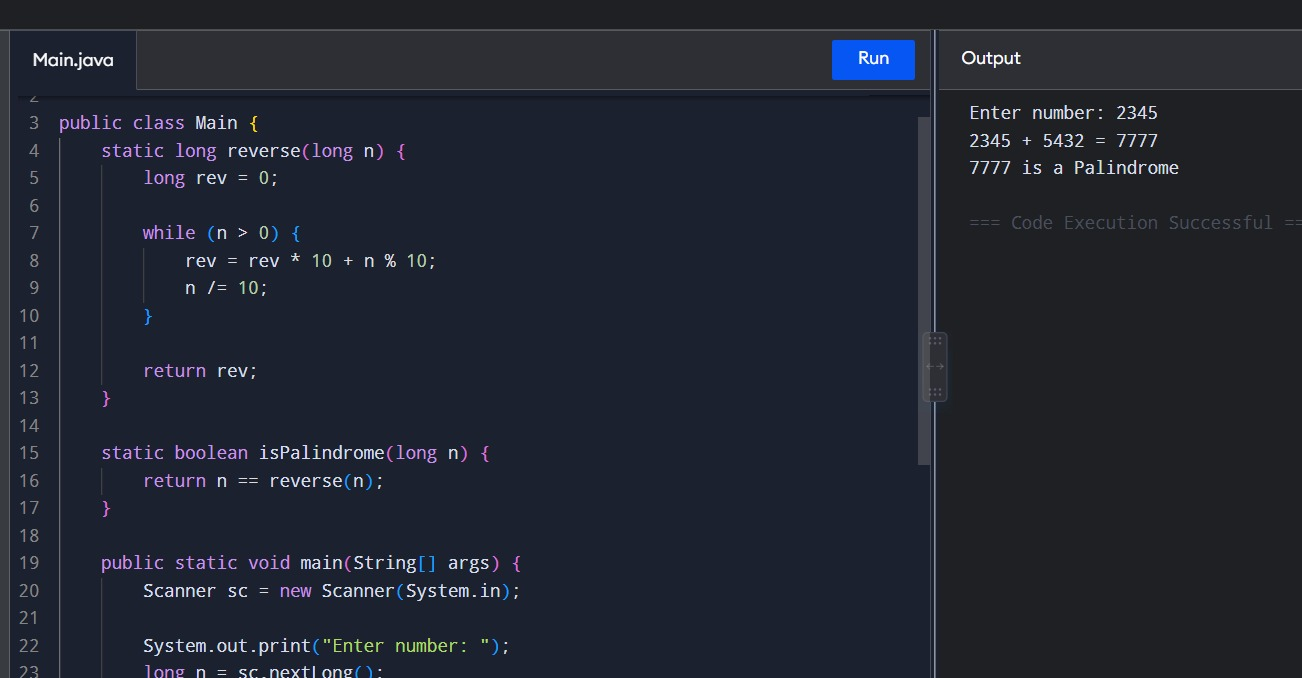 Main.java
Run
Output
2
3 public class Main {
4 static long reverse(long n) {
5 long rev = 0;
6
7 while (n > 0) {
8 rev = rev * 10 + n % 10;
9 n /= 10;
10 }
11
12 return rev;
13 }
14
15 static boolean isPalindrome(long n) {
16 return n == reverse(n);
17 }
18
19 public static void main(String[] args) {
20 Scanner sc = new Scanner(System.in);
21
22 System.out.print("Enter number: ");
23 long n = sc.nextLong();
Enter number: 2345
2345 + 5432 = 7777
7777 is a Palindrome
=== Code Execution Successful ==